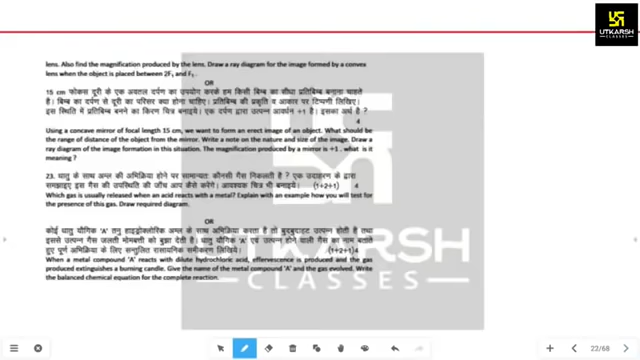 UTKARSH
CLASSES
lens. Also find the magnification produced by the lens. Draw a ray diagram for the image formed by a convex
lens when the object is placed between 2F₁ and F₁ .
OR
15 cm फोकस दूरी के एक अवतल दर्पण का उपयोग करके हम किसी बिम्ब का सीधा प्रतिबिम्ब बनाना चाहते
हैं। बिम्ब का दर्पण से दूरी का परिसर क्या होना चाहिए। प्रतिबिम्ब की प्रकृति व आकार पर टिप्पणी लिखिए।
इस स्थिति में प्रतिबिम्ब बनने का किरण चित्र बनाइये। एक दर्पण द्वारा उत्पन्न आवर्धन +1 है। इसका अर्थ है ?
4
Using a concave mirror of focal length 15 cm, we want to form an erect image of an object. What should be
the range of distance of the object from the mirror. Write a note on the nature and size of the image. Draw a
ray diagram of the image formation in this situation. The magnification produced by a mirror is +1. what is it
meaning ?
23. धातु के साथ अम्ल की अभिक्रिया होने पर सामान्यतः कौनसी गैस निकलती है ? एक उदाहरण के द्वारा
समझाइए इस गैस की उपस्थिति की जाँच आप कैसे करेंगे। आवश्यक चित्र भी बनाइये। (1+2+1) 4
Which gas is usually released when an acid reacts with a metal? Explain with an example how you will test for
the presence of this gas. Draw required diagram.
OR
कोई धातु यौगिक 'A' तनु हाइड्रोक्लोरिक अम्ल के साथ अभिक्रिया करता है तो बुदबुदाहट उत्पन्न होती है तथा
इससे उत्पन्न गैस जलती मोमबत्ती को बुझा देती है। धातु यौगिक 'A' एवं उत्पन्न होने वाली गैस का नाम बताते
हुए पूर्ण अभिक्रिया के लिए सन्तुलित रासायनिक समीकरण लिखिये। (1+2+1)4
When a metal compound 'A' reacts with dilute hydrochloric acid, effervescence is produced and the gas
produced extinguishes a burning candle. Give the name of the metal compound 'A' and the gas evolved. Write
the balanced chemical equation for the complete reaction.
UTKARSH
CLASSES
22/68